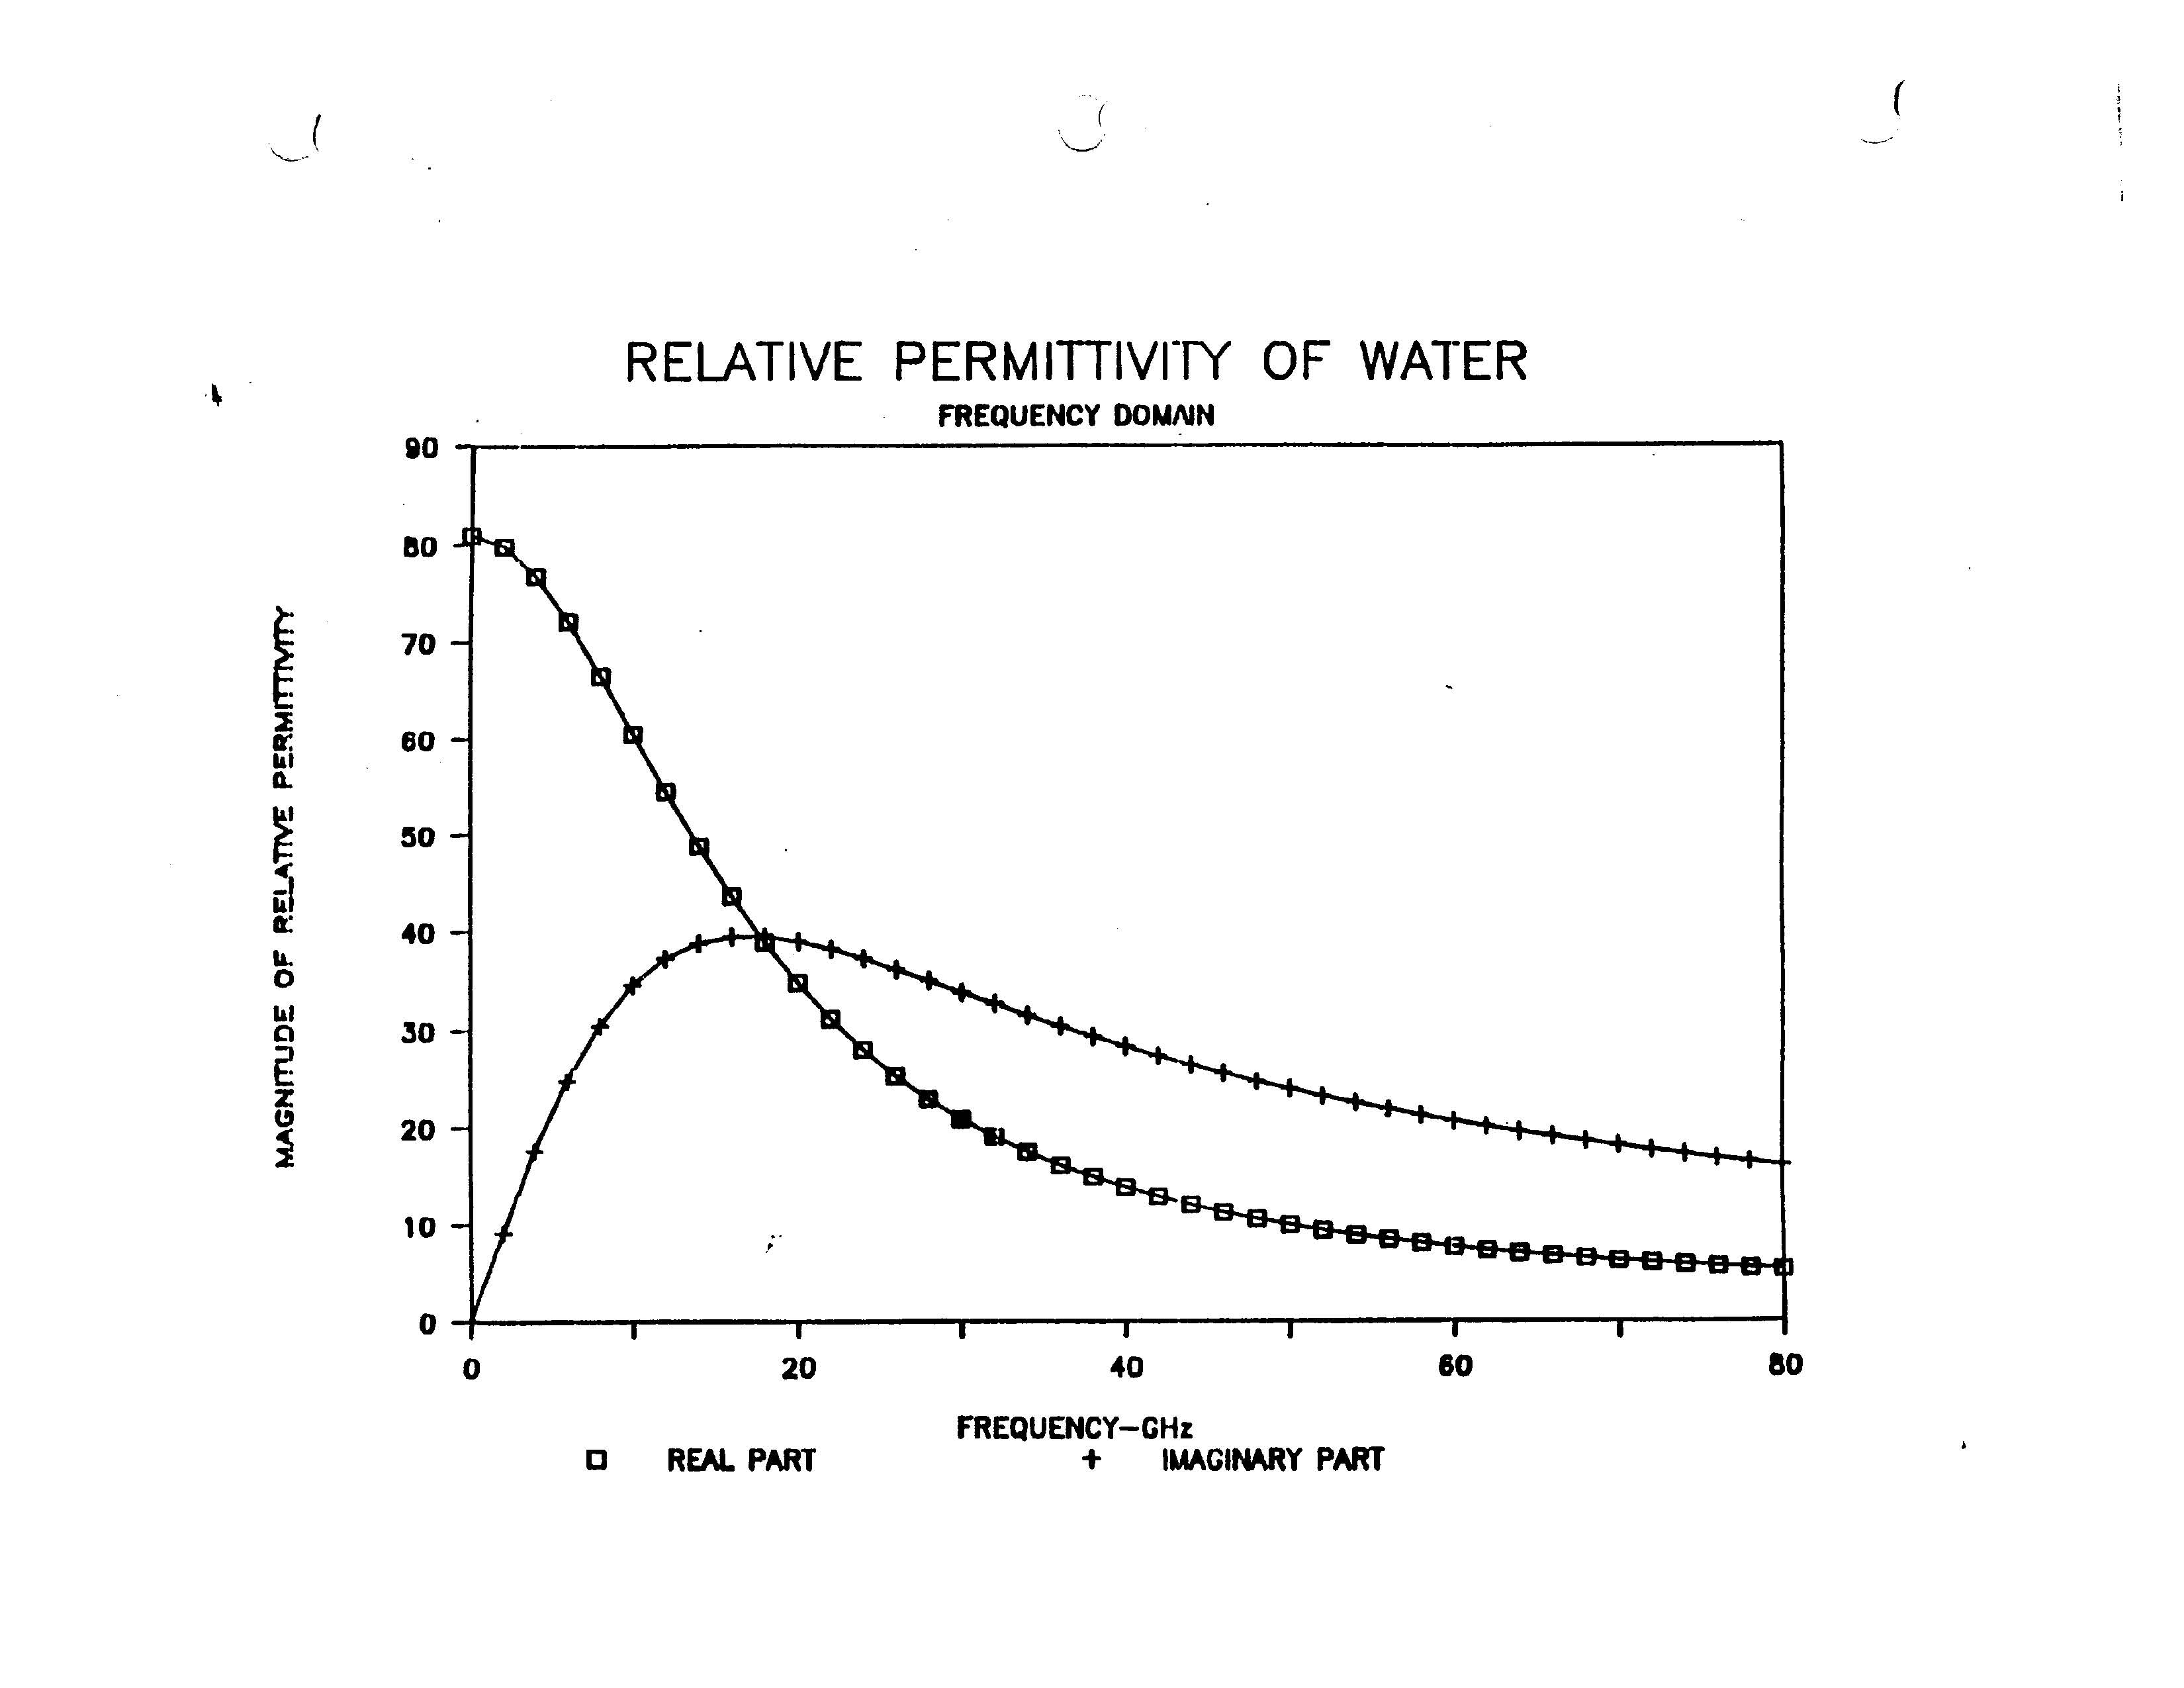 RELATIVE PERMITTIVITY OF WATER
FREQUENCY DOMAIN
90
80
70
60
50
40
30
20
10
0
MAGNITUDE OF RELATIVE PERMITTIVITY
0 20 40 60 80
FREQUENCY-GHz
REAL PART + IMAGINARY PART